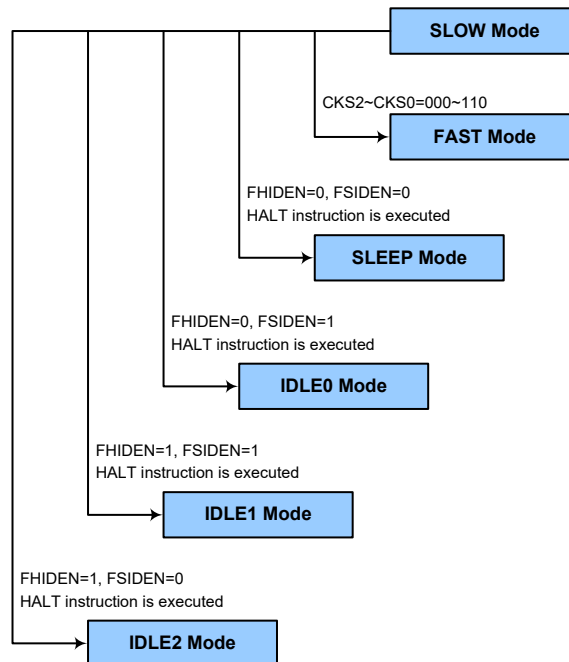 SLOW Mode
CKS2~CKS0=000~110
FAST Mode
FHIDEN=0, FSIDEN=0
HALT instruction is executed
SLEEP Mode
FHIDEN=0, FSIDEN=1
HALT instruction is executed
IDLE0 Mode
FHIDEN=1, FSIDEN=1
HALT instruction is executed
IDLE1 Mode
FHIDEN=1, FSIDEN=0
HALT instruction is executed
IDLE2 Mode